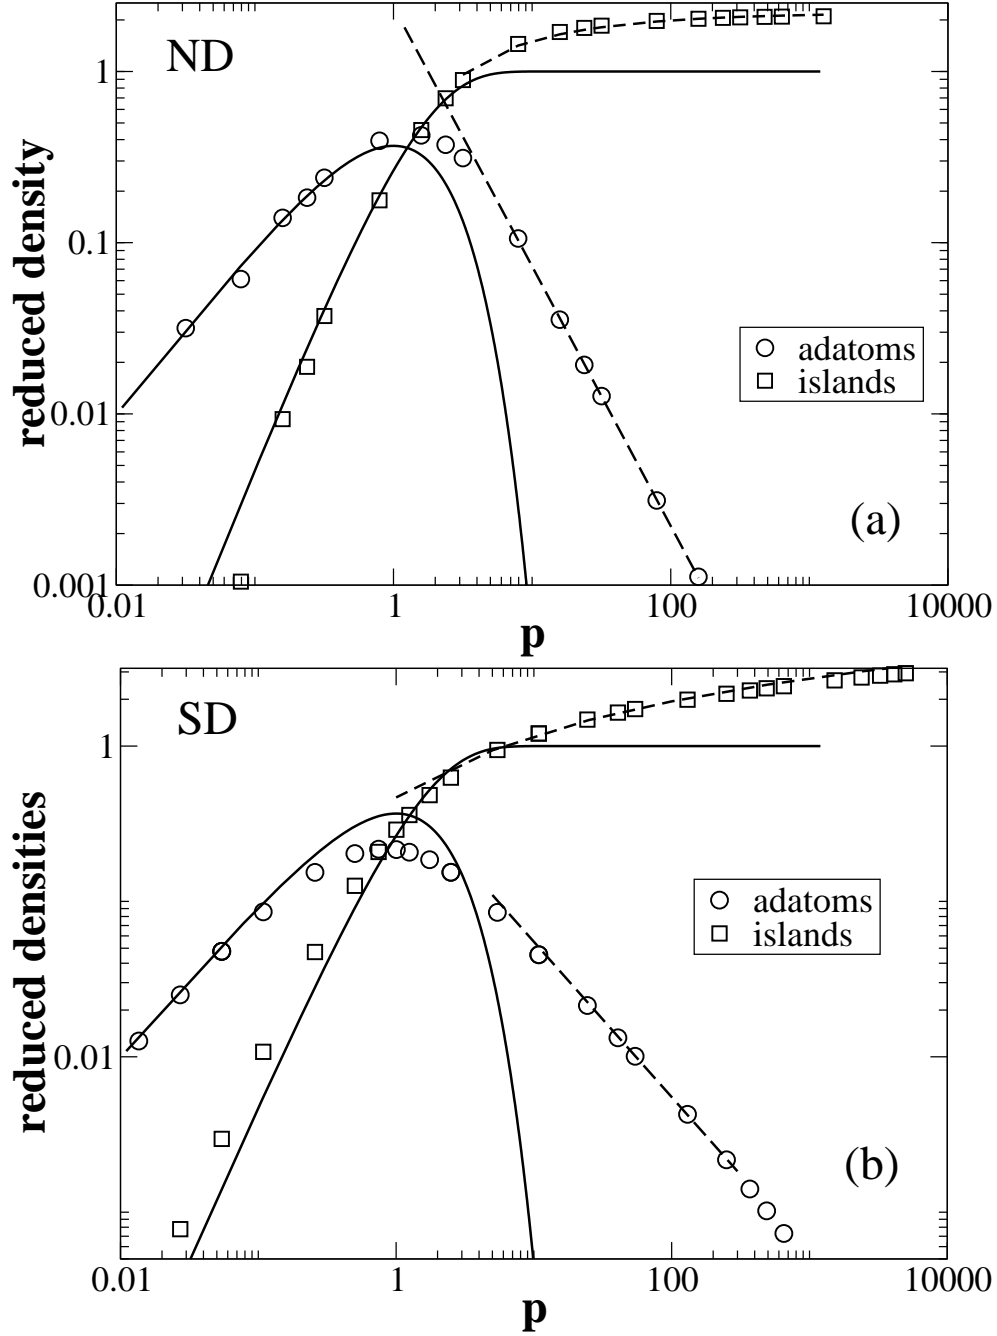 ND
1
0.1
0.01
0.001
reduced density
adatoms
islands
(a)
0.01
1
100
10000
p
SD
1
0.01
reduced densities
adatoms
islands
(b)
0.01
1
100
10000
p